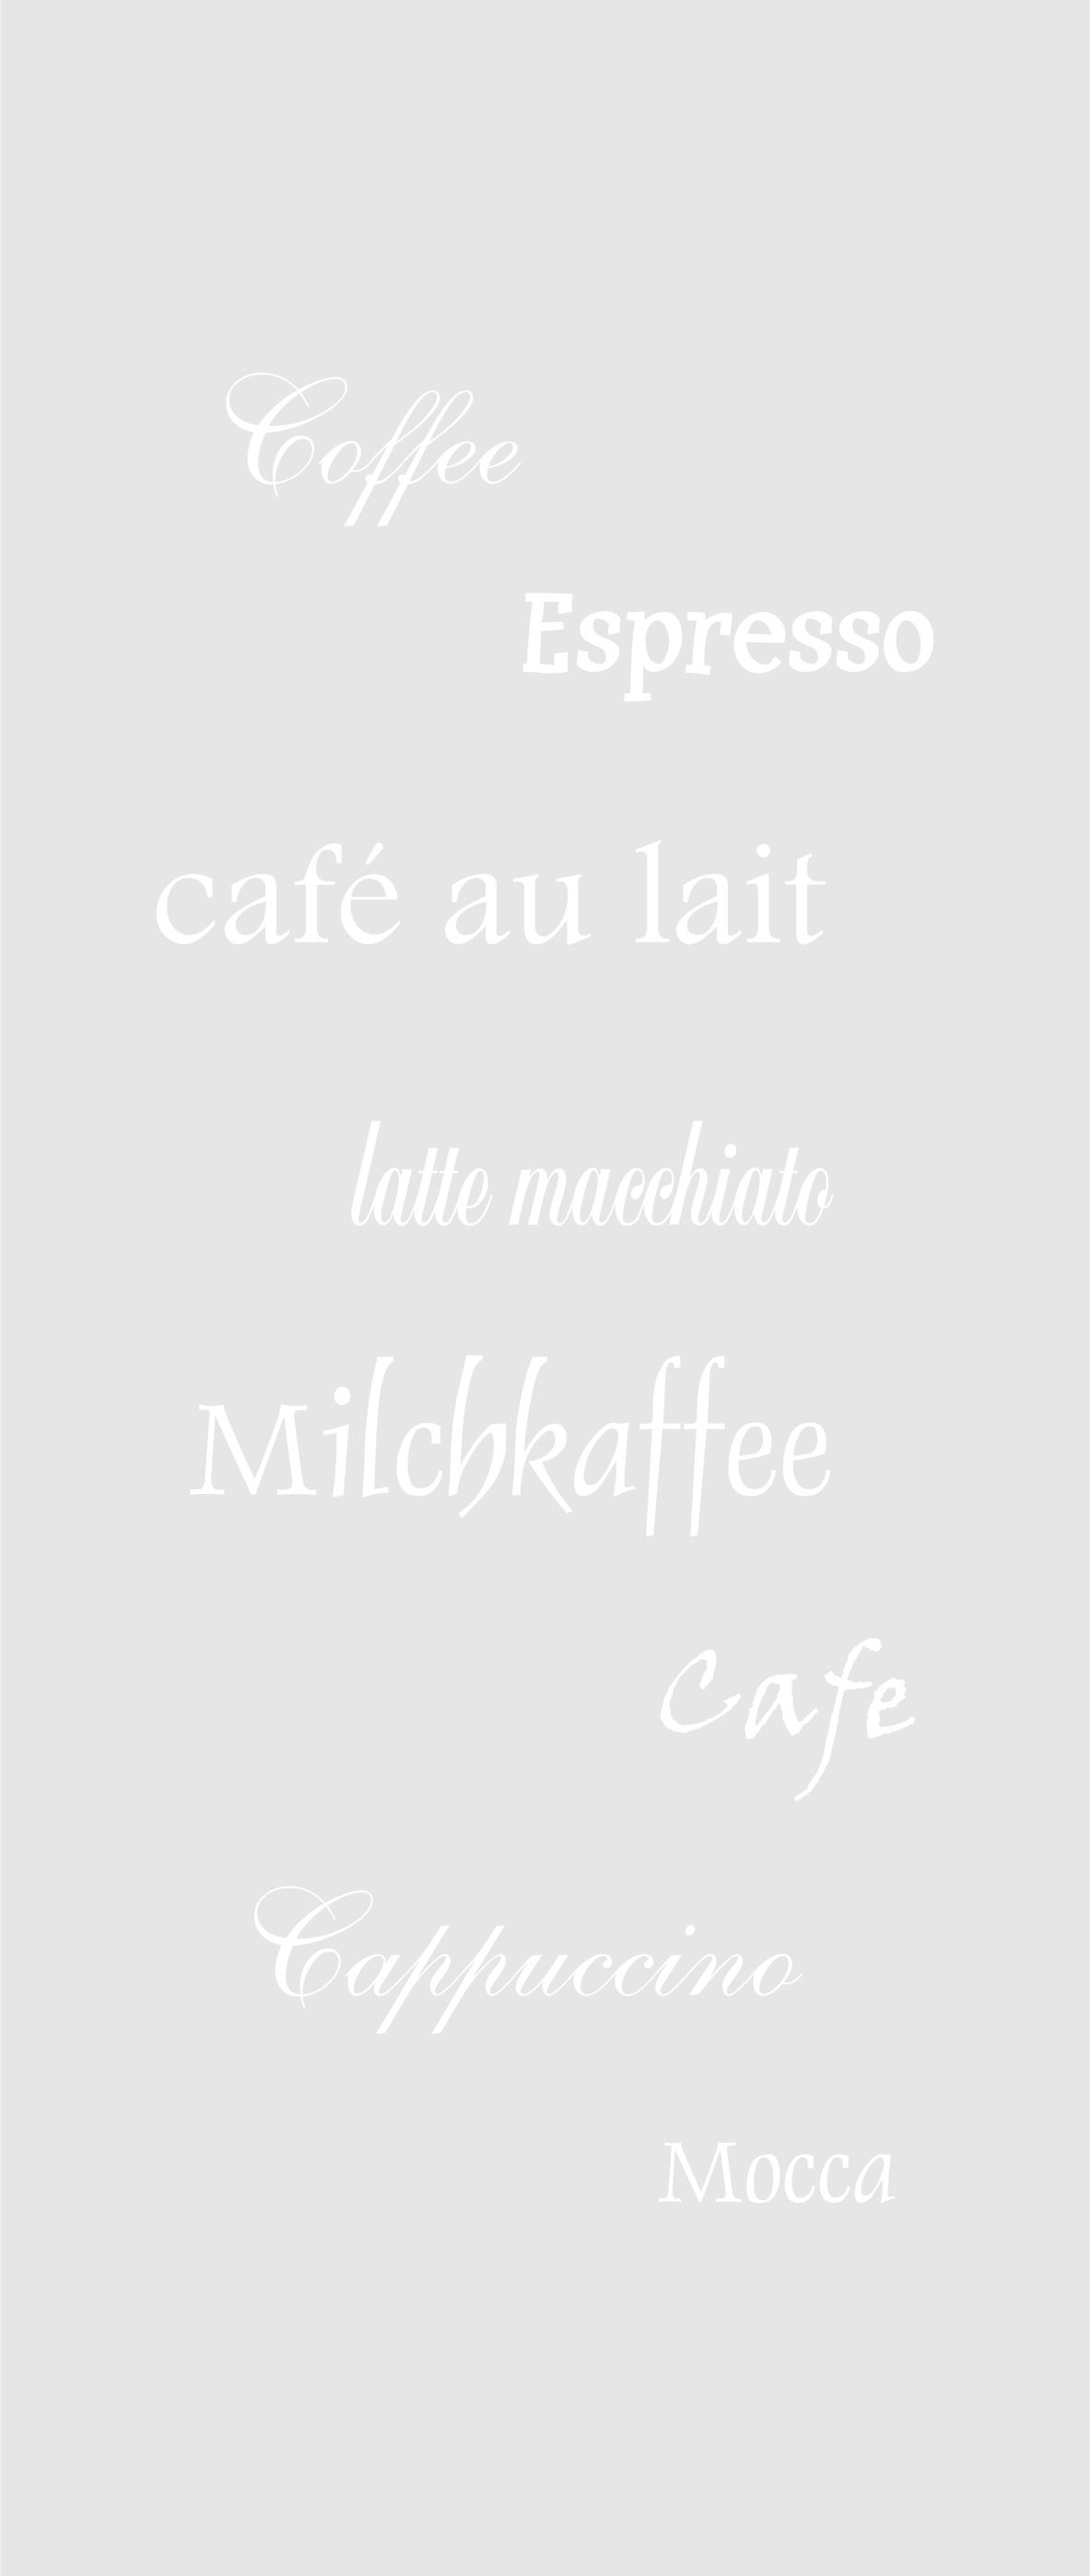 Coffee
Espresso
café au lait
latte macchiato
Milchkaffee
Cafe
Cappuccino
Mocca